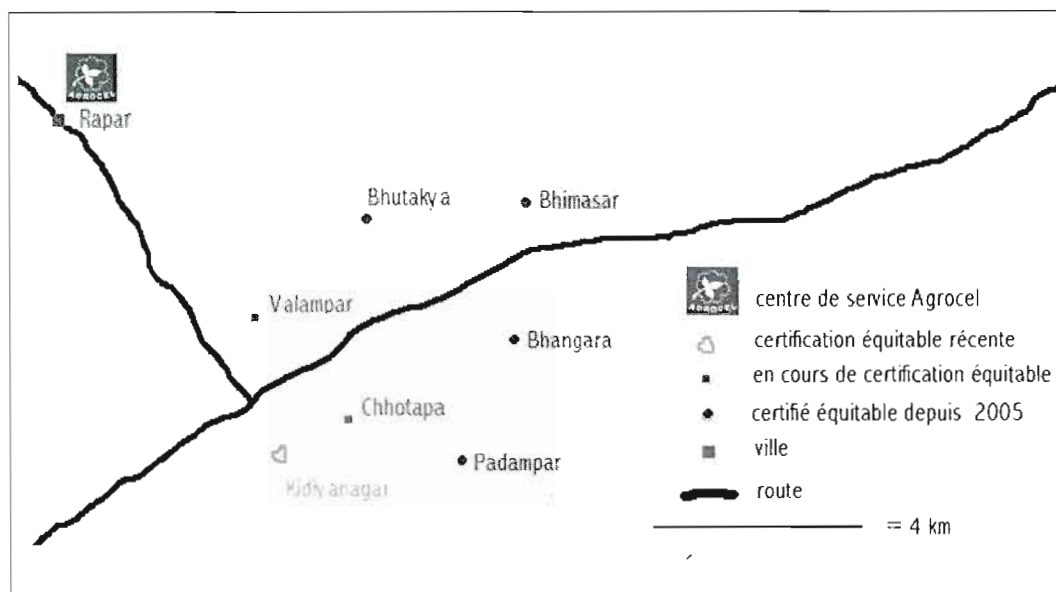 AGROCEL
Rapar
Bhutakya
Bhimasar
Valampar
Bhangara
Chhotapa
Padampar
Kidiyanagar
AGROCEL
centre de service Agrocel
certification équitable récente
en cours de certification équitable
certifié équitable depuis 2005
ville
route
= 4 km